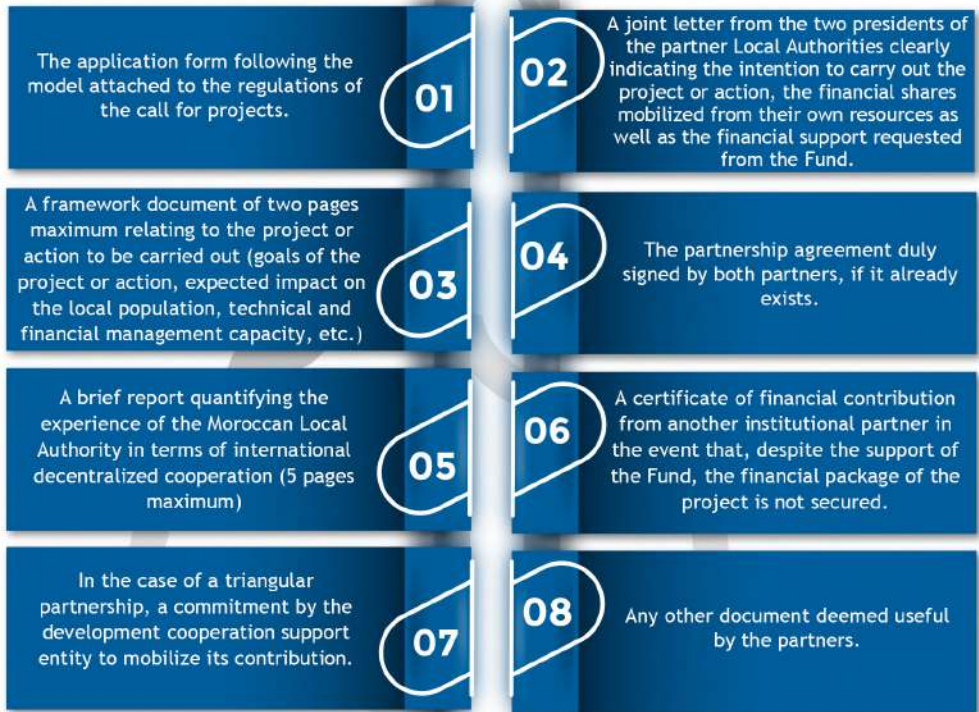 The application form following the
model attached to the regulations of
the call for projects.
01
02
A joint letter from the two presidents of
the partner Local Authorities clearly
indicating the intention to carry out the
project or action, the financial shares
mobilized from their own resources as
well as the financial support requested
from the Fund.
A framework document of two pages
maximum relating to the project or
action to be carried out (goals of the
project or action, expected impact on
the local population, technical and
financial management capacity, etc.)
03
04
The partnership agreement duly
signed by both partners, if it already
exists.
A brief report quantifying the
experience of the Moroccan Local
Authority in terms of international
decentralized cooperation (5 pages
maximum)
05
06
A certificate of financial contribution
from another institutional partner in
the event that, despite the support of
the Fund, the financial package of the
project is not secured.
In the case of a triangular
partnership, a commitment by the
development cooperation support
entity to mobilize its contribution.
07
08
Any other document deemed useful
by the partners.